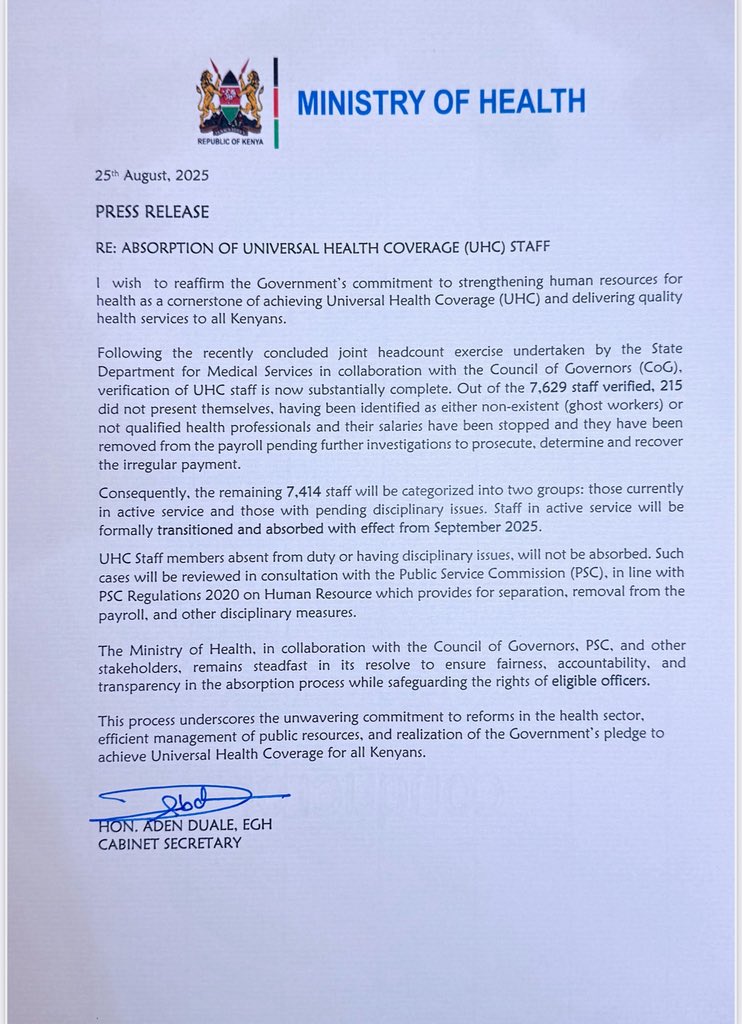 REPUBLIC OF KENYA
MINISTRY OF HEALTH
25th August, 2025
PRESS RELEASE
RE: ABSORPTION OF UNIVERSAL HEALTH COVERAGE (UHC) STAFF
I wish to reaffirm the Government's commitment to strengthening human resources for
health as a cornerstone of achieving Universal Health Coverage (UHC) and delivering quality
health services to all Kenyans.
Following the recently concluded joint headcount exercise undertaken by the State
Department for Medical Services in collaboration with the Council of Governors (CoG),
verification of UHC staff is now substantially complete. Out of the 7,629 staff verified, 215
did not present themselves, having been identified as either non-existent (ghost workers) or
not qualified health professionals and their salaries have been stopped and they have been
removed from the payroll pending further investigations to prosecute, determine and recover
the irregular payment.
Consequently, the remaining 7,414 staff will be categorized into two groups: those currently
in active service and those with pending disciplinary issues. Staff in active service will be
formally transitioned and absorbed with effect from September 2025.
UHC Staff members absent from duty or having disciplinary issues, will not be absorbed. Such
cases will be reviewed in consultation with the Public Service Commission (PSC), in line with
PSC Regulations 2020 on Human Resource which provides for separation, removal from the
payroll, and other disciplinary measures.
The Ministry of Health, in collaboration with the Council of Governors, PSC, and other
stakeholders, remains steadfast in its resolve to ensure fairness, accountability, and
transparency in the absorption process while safeguarding the rights of eligible officers.
This process underscores the unwavering commitment to reforms in the health sector,
efficient management of public resources, and realization of the Government's pledge to
achieve Universal Health Coverage for all Kenyans.
HON. ADEN DUALE, EGH
CABINET SECRETARY